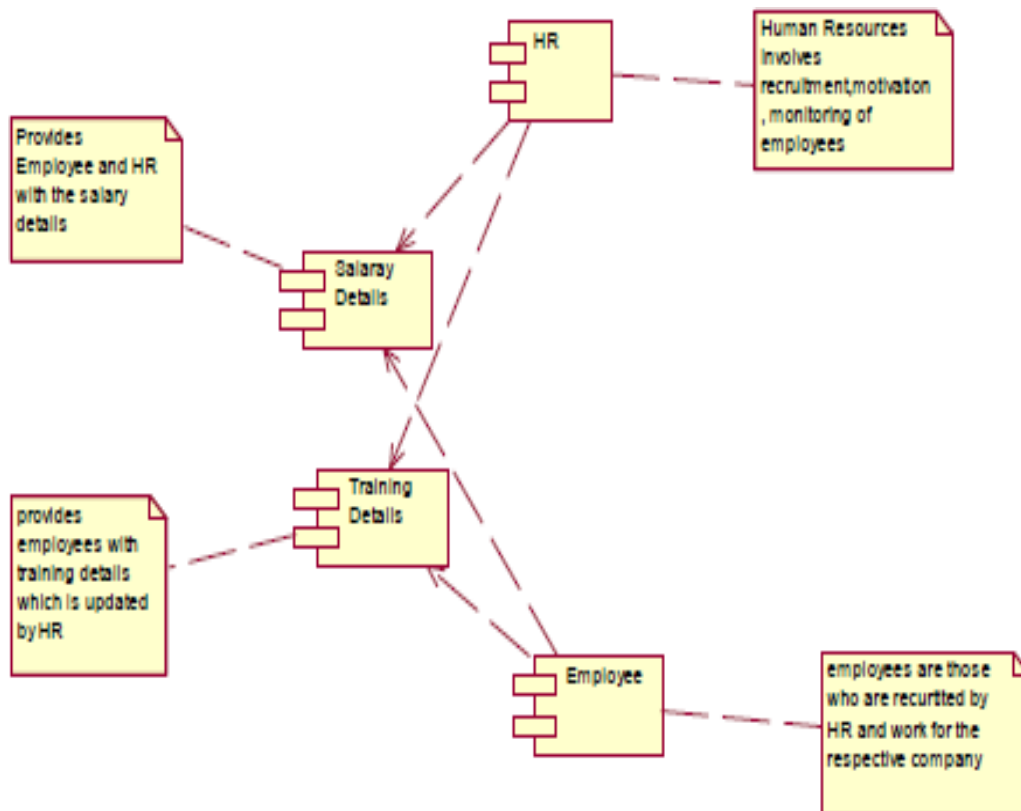 HR
Human Resources
Involves
recruitment,motivation
, monitoring of
employees
Provides
Employee and HR
with the salary
details
Salaray
Details
Training
Details
provides
employees with
training details
which is updated
by HR
Employee
employees are those
who are recurtted by
HR and work for the
respective company